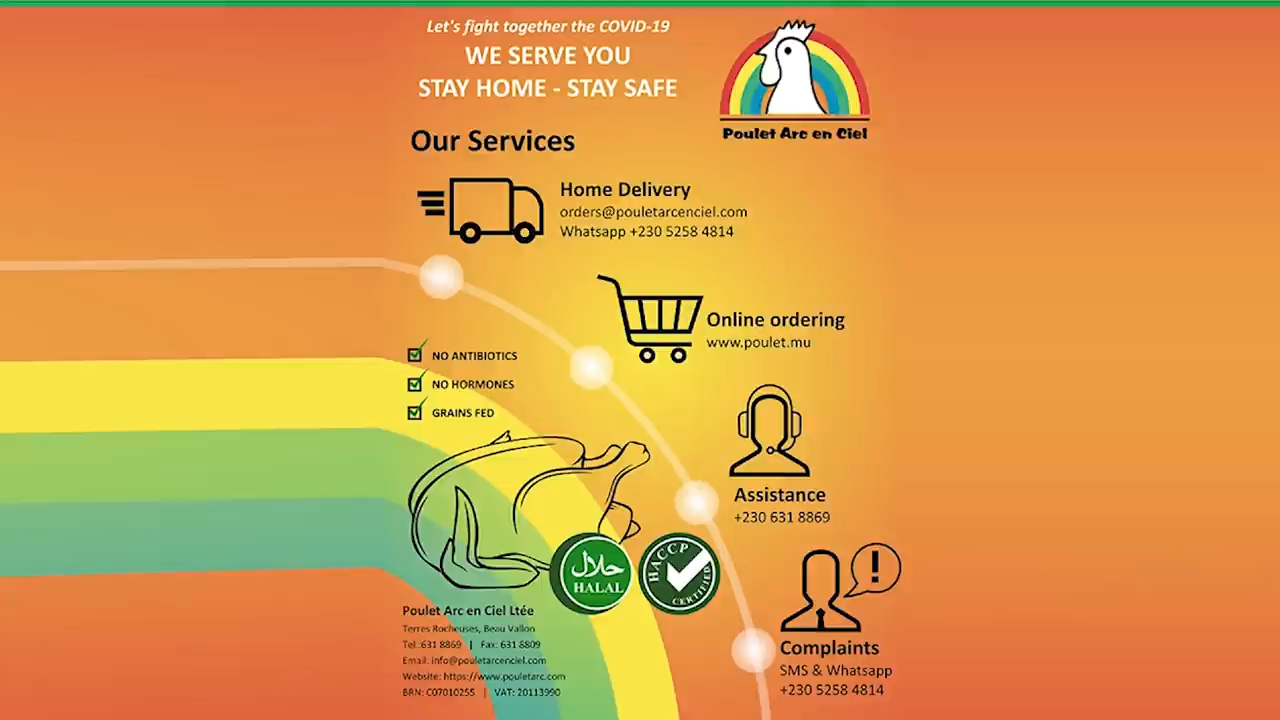 Let's fight together the COVID-19
WE SERVE YOU
STAY HOME - STAY SAFE
Poulet Arc en Ciel
Our Services
Home Delivery
orders@pouletarcenciel.com
Whatsapp +230 5258 4814
Online ordering
www.poulet.mu
NO ANTIBIOTICS
NO HORMONES
GRAINS FED
Assistance
+230 631 8869
حلال
HALAL
HACCP
CERTIFIED
!
Complaints
SMS & Whatsapp
+230 5258 4814
Poulet Arc en Ciel Ltée
Terres Rocheuses, Beau Vallon
Tel: 631 8869 | Fax: 631 8809
Email: info@pouletarcenciel.com
Website: https://www.pouletarc.com
BRN: C07010255 | VAT: 20113990